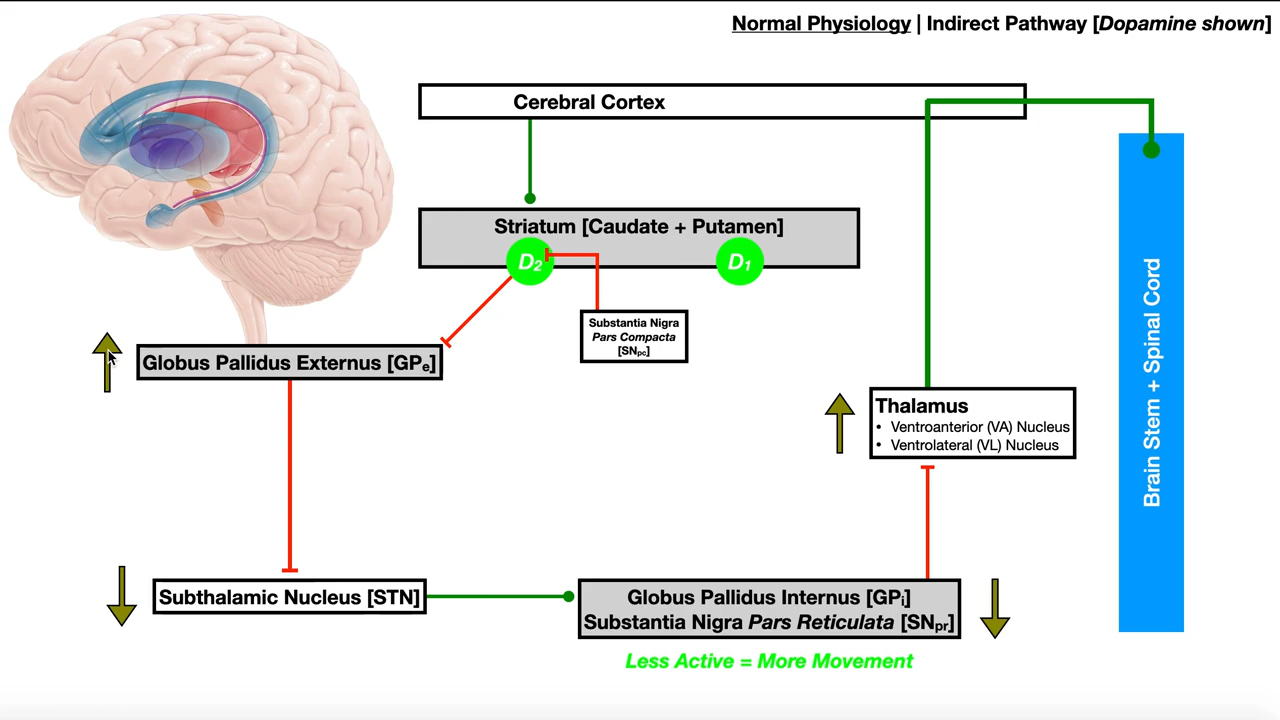 Normal Physiology | Indirect Pathway [Dopamine shown]
Cerebral Cortex
Striatum [Caudate + Putamen]
D2
D1
Substantia Nigra
Pars Compacta
[SNpc]
Globus Pallidus Externus [GPe]
Thalamus
• Ventroanterior (VA) Nucleus
• Ventrolateral (VL) Nucleus
Brain Stem + Spinal Cord
Subthalamic Nucleus [STN]
Globus Pallidus Internus [GPi]
Substantia Nigra Pars Reticulata [SNpr]
Less Active = More Movement